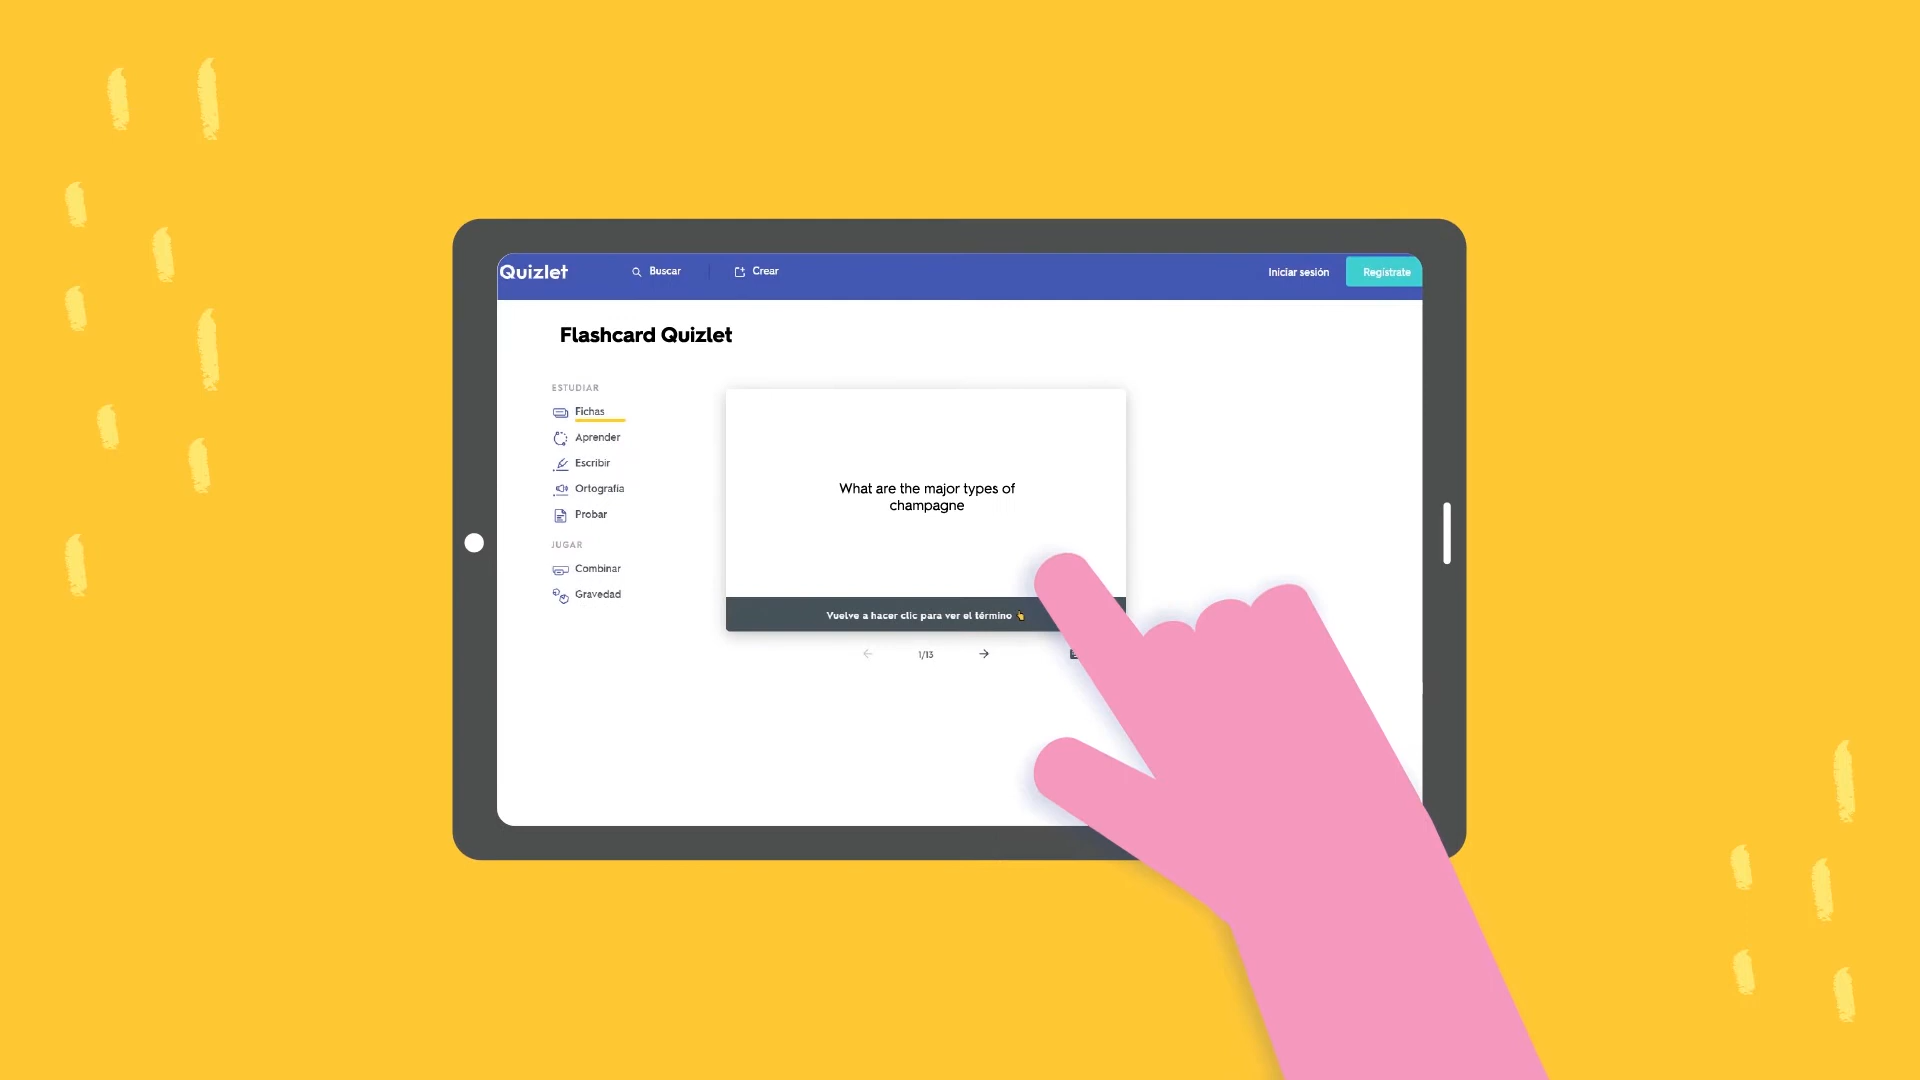 Quizlet
Buscar
Crear
Iniciar sesión
Regístrate
Flashcard Quizlet
ESTUDIAR
Fichas
Aprender
Escribir
Ortografía
Probar
JUGAR
Combinar
Gravedad
What are the major types of
champagne
Vuelve a hacer clic para ver el término
1/13